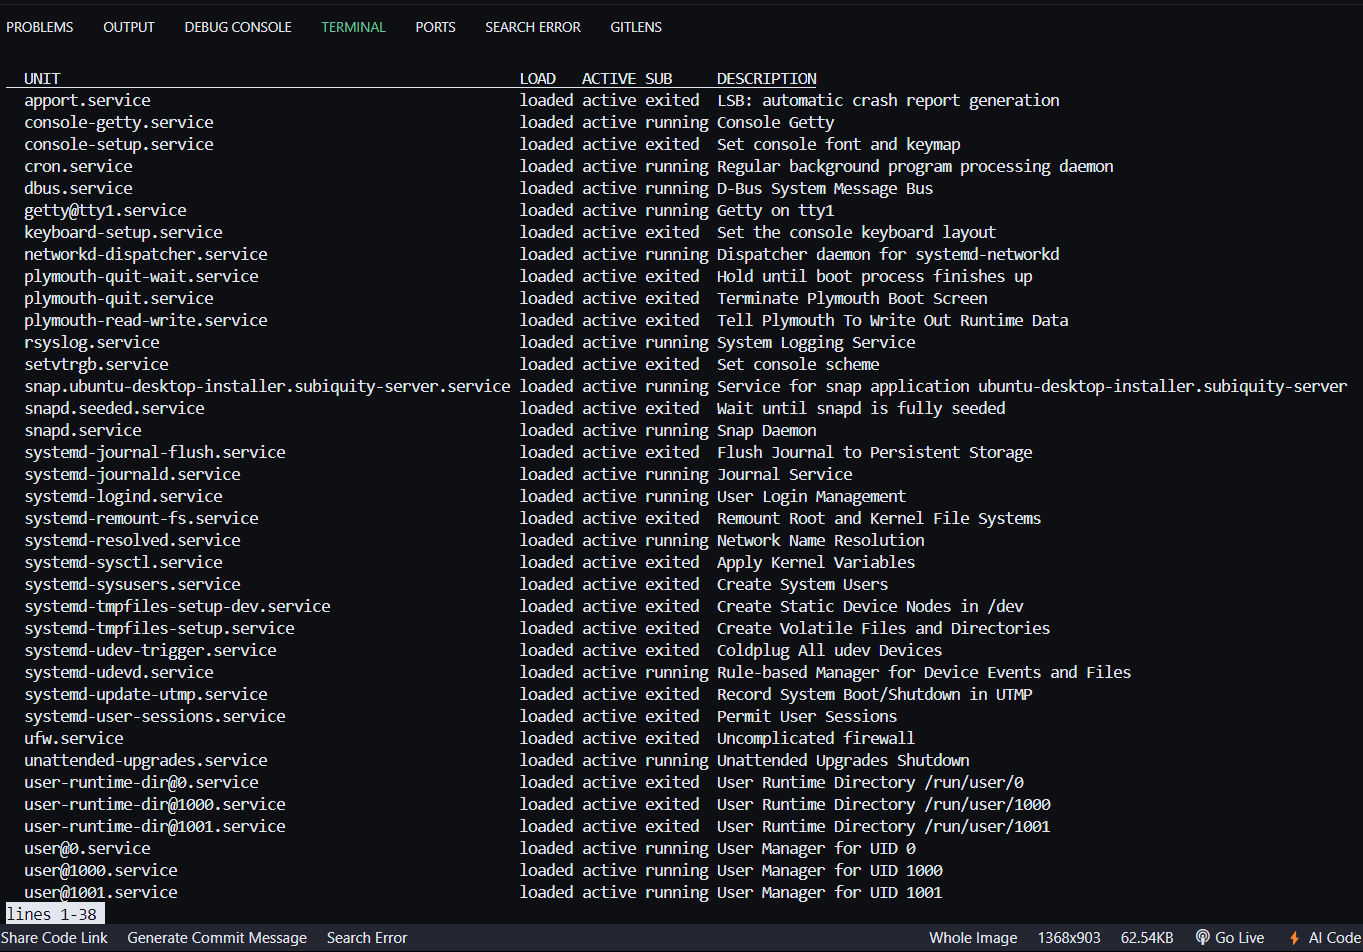 PROBLEMS OUTPUT DEBUG CONSOLE TERMINAL PORTS SEARCH ERROR GITLENS
UNIT LOAD ACTIVE SUB DESCRIPTION
apport.service loaded active exited LSB: automatic crash report generation
console-getty.service loaded active running Console Getty
console-setup.service loaded active exited Set console font and keymap
cron.service loaded active running Regular background program processing daemon
dbus.service loaded active running D-Bus System Message Bus
getty@tty1.service loaded active running Getty on tty1
keyboard-setup.service loaded active exited Set the console keyboard layout
networkd-dispatcher.service loaded active running Dispatcher daemon for systemd-networkd
plymouth-quit-wait.service loaded active exited Hold until boot process finishes up
plymouth-quit.service loaded active exited Terminate Plymouth Boot Screen
plymouth-read-write.service loaded active exited Tell Plymouth To Write Out Runtime Data
rsyslog.service loaded active running System Logging Service
setvtrgb.service loaded active exited Set console scheme
snap.ubuntu-desktop-installer.subiquity-server.service loaded active running Service for snap application ubuntu-desktop-installer.subiquity-server
snapd.seeded.service loaded active exited Wait until snapd is fully seeded
snapd.service loaded active running Snap Daemon
systemd-journal-flush.service loaded active exited Flush Journal to Persistent Storage
systemd-journald.service loaded active running Journal Service
systemd-logind.service loaded active running User Login Management
systemd-remount-fs.service loaded active exited Remount Root and Kernel File Systems
systemd-resolved.service loaded active running Network Name Resolution
systemd-sysctl.service loaded active exited Apply Kernel Variables
systemd-sysusers.service loaded active exited Create System Users
systemd-tmpfiles-setup-dev.service loaded active exited Create Static Device Nodes in /dev
systemd-tmpfiles-setup.service loaded active exited Create Volatile Files and Directories
systemd-udev-trigger.service loaded active exited Coldplug All udev Devices
systemd-udevd.service loaded active running Rule-based Manager for Device Events and Files
systemd-update-utmp.service loaded active exited Record System Boot/Shutdown in UTMP
systemd-user-sessions.service loaded active exited Permit User Sessions
ufw.service loaded active exited Uncomplicated firewall
unattended-upgrades.service loaded active running Unattended Upgrades Shutdown
user-runtime-dir@0.service loaded active exited User Runtime Directory /run/user/0
user-runtime-dir@1000.service loaded active exited User Runtime Directory /run/user/1000
user-runtime-dir@1001.service loaded active exited User Runtime Directory /run/user/1001
user@0.service loaded active running User Manager for UID 0
user@1000.service loaded active running User Manager for UID 1000
user@1001.service loaded active running User Manager for UID 1001
lines 1-38
Share Code Link Generate Commit Message Search Error Whole Image 1368x903 62.54KB Go Live AI Code